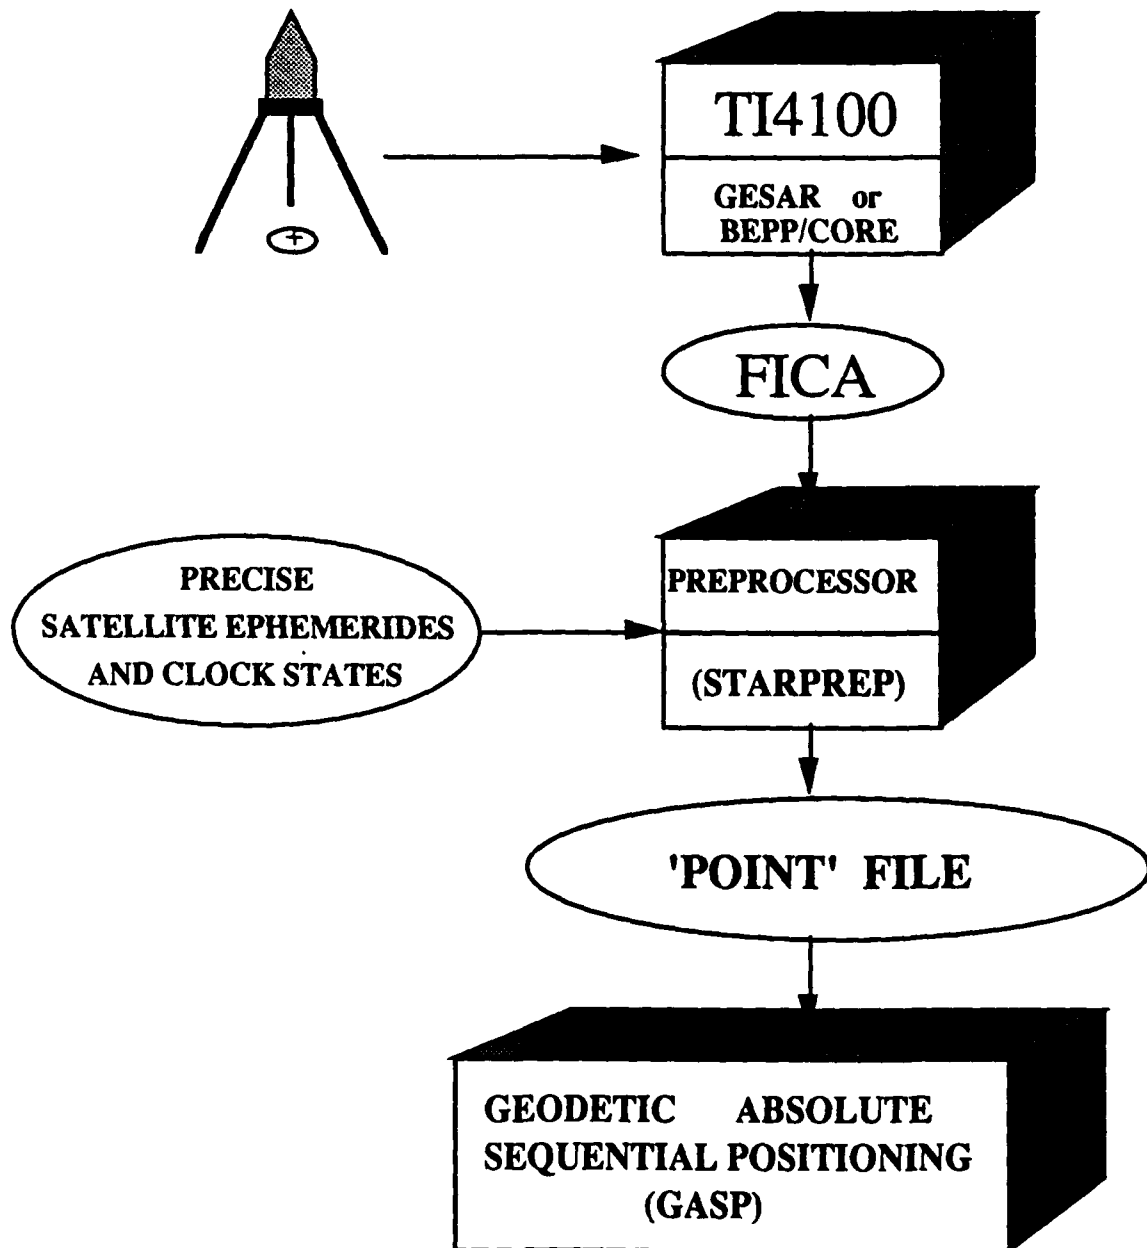 TI4100
GESAR or
BEPP/CORE
FICA
PRECISE
SATELLITE EPHEMERIDES
AND CLOCK STATES
PREPROCESSOR
(STARPREP)
'POINT' FILE
GEODETIC ABSOLUTE
SEQUENTIAL POSITIONING
(GASP)